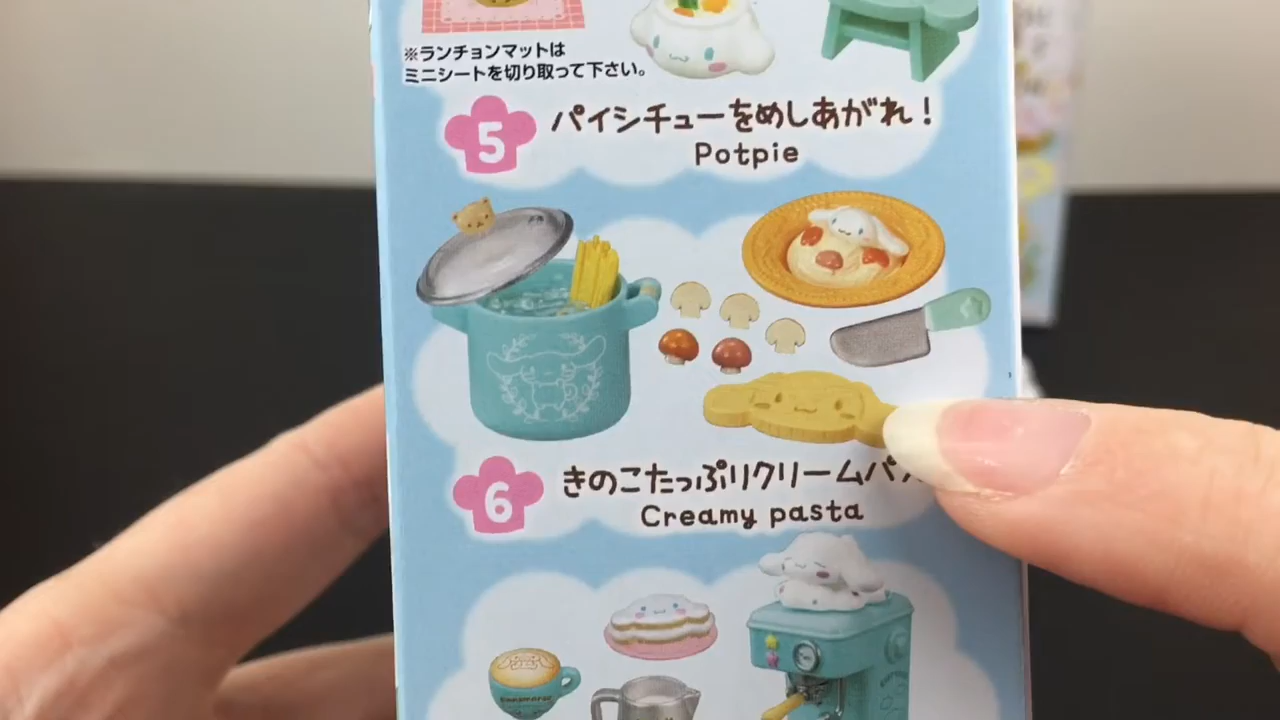 ※ランチョンマットは
ミニシートを切り取って下さい。
5 パイシチューをめしあがれ！
Potpie
6 きのこたっぷりクリームパス
Creamy pasta